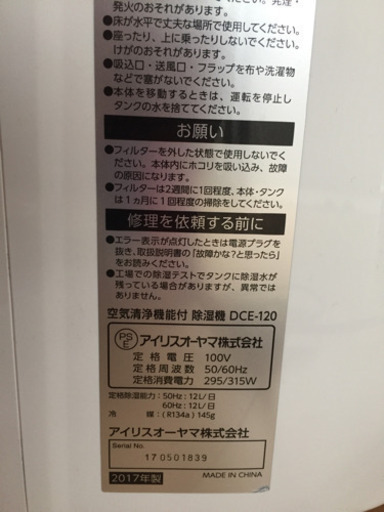 発火のおそれがあります。
●床が水平で丈夫な場所で使用してください。
●座ったり、上に乗ったりしないでください。
けがのおそれがあります。
●吸込口・送風口・フラップを布や洗濯物
などで塞がないでください。
●本体を移動するときは、運転を停止し
タンクの水を捨ててください。
お願い
●フィルターを外した状態で使用しないでく
ださい。本体内にホコリを吸い込み、故障
の原因になります。
●フィルターは2週間に1回程度、本体・タンク
は1ヵ月に1回程度の掃除をしてください。
修理を依頼する前に
●エラー表示が点灯したときは電源プラグを
抜き、取扱説明書の「故障かな？と思ったら」
をお読みください。
●工場での除湿テストでタンクに除湿水が
残っている場合がありますが、異常では
ありません。
空気清浄機能付 除湿機 DCE-120
PS
E
アイリスオーヤマ株式会社
定格電圧：100V
定格周波数：50/60Hz
定格消費電力：295/315W
定格除湿能力：50Hz：12L/日
60Hz：12L/日
冷媒：(R134a) 145g
アイリスオーヤマ株式会社
Serial No.
170501839
2017年製
MADE IN CHINA